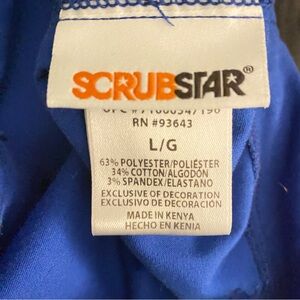 SCRUBSTAR®
RN #93643
L/G
63% POLYESTER/POLIÉSTER
34% COTTON/ALGODÓN
3% SPANDEX/ELASTANO
EXCLUSIVE OF DECORATION
EXCLUSIVO DE DECORACIÓN
MADE IN KENYA
HECHO EN KENIA